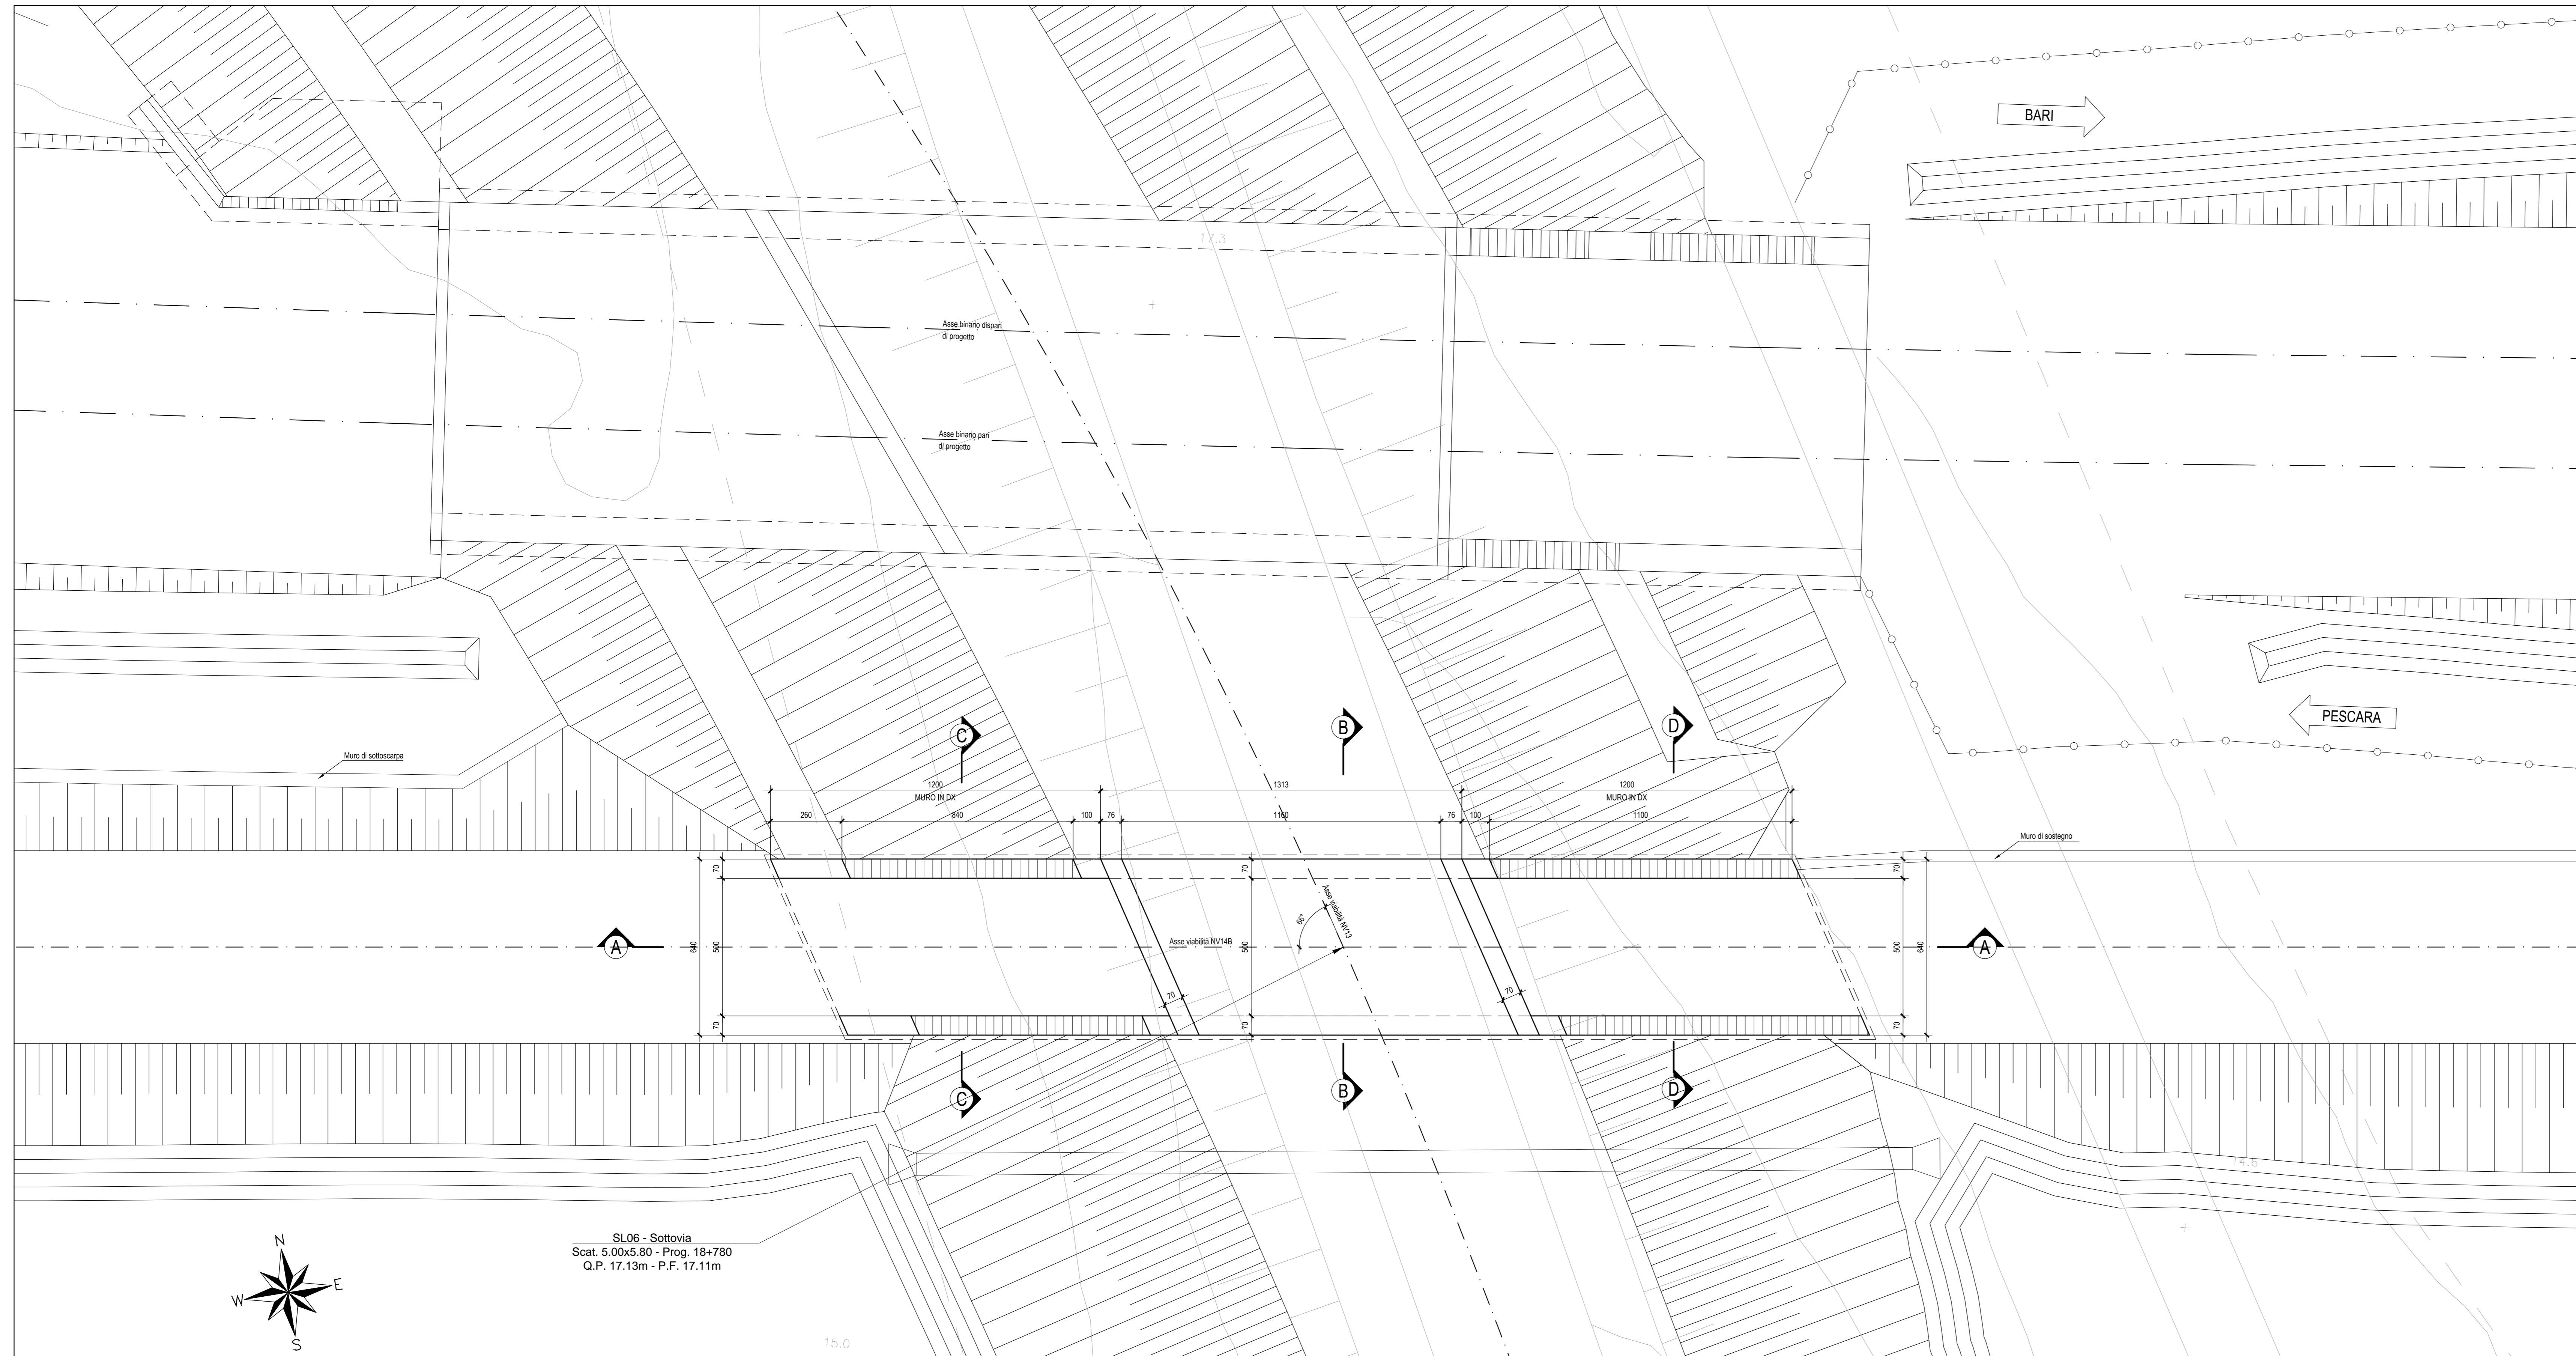 BARI
17.3
Asse binario dispari
di progetto
Asse binario pari
di progetto
PESCARA
C
B
D
Muro di sottoscarpa
1200
1313
1200
MURO IN DX
MURO IN DX
260
840
100
76
1160
76
100
1100
Muro di sostegno
70
70
70
Asse viabilità NV13
66°
Asse viabilità NV14B
A
A
640
500
500
500
640
70
70
70
70
70
C
B
D
14.6
SL06 - Sottovia
Scat. 5.00x5.80 - Prog. 18+780
Q.P. 17.13m - P.F. 17.11m
N
E
W
S
15.0